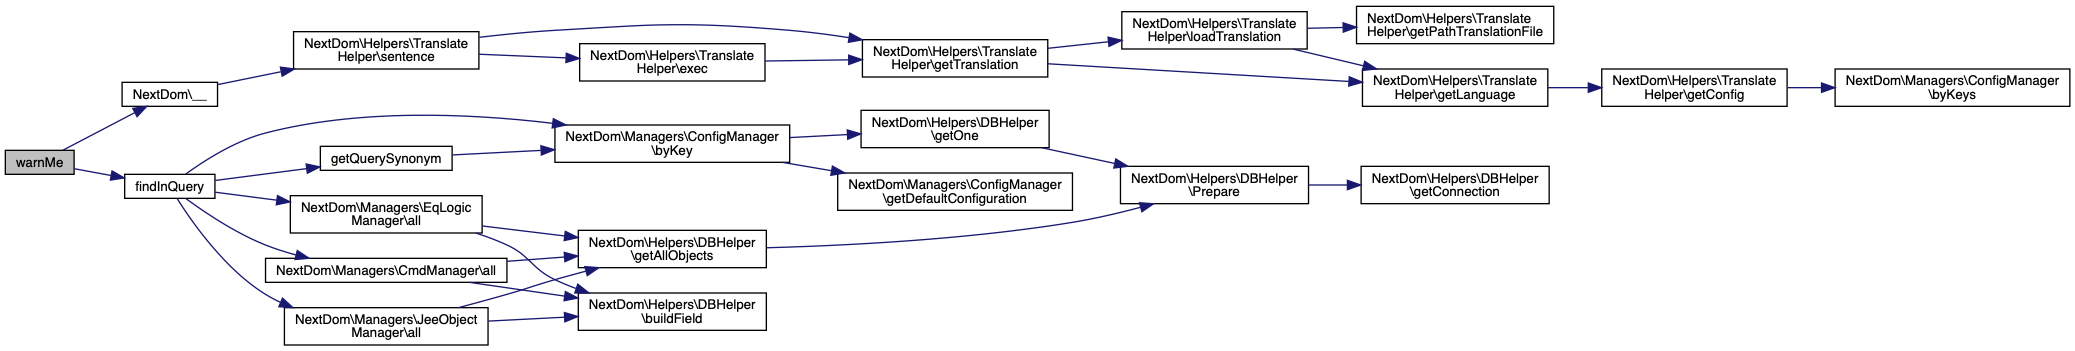 warnMe
NextDom\__
NextDom\Helpers\Translate
Helper\sentence
NextDom\Helpers\Translate
Helper\exec
NextDom\Helpers\Translate
Helper\getTranslation
NextDom\Helpers\Translate
Helper\loadTranslation
NextDom\Helpers\Translate
Helper\getPathTranslationFile
NextDom\Helpers\Translate
Helper\getLanguage
NextDom\Helpers\Translate
Helper\getConfig
NextDom\Managers\ConfigManager
\byKeys
findInQuery
getQuerySynonym
NextDom\Managers\ConfigManager
\byKey
NextDom\Helpers\DBHelper
\getOne
NextDom\Managers\ConfigManager
\getDefaultConfiguration
NextDom\Helpers\DBHelper
\Prepare
NextDom\Helpers\DBHelper
\getConnection
NextDom\Managers\EqLogic
Manager\all
NextDom\Managers\CmdManager\all
NextDom\Managers\JeeObject
Manager\all
NextDom\Helpers\DBHelper
\getAllObjects
NextDom\Helpers\DBHelper
\buildField